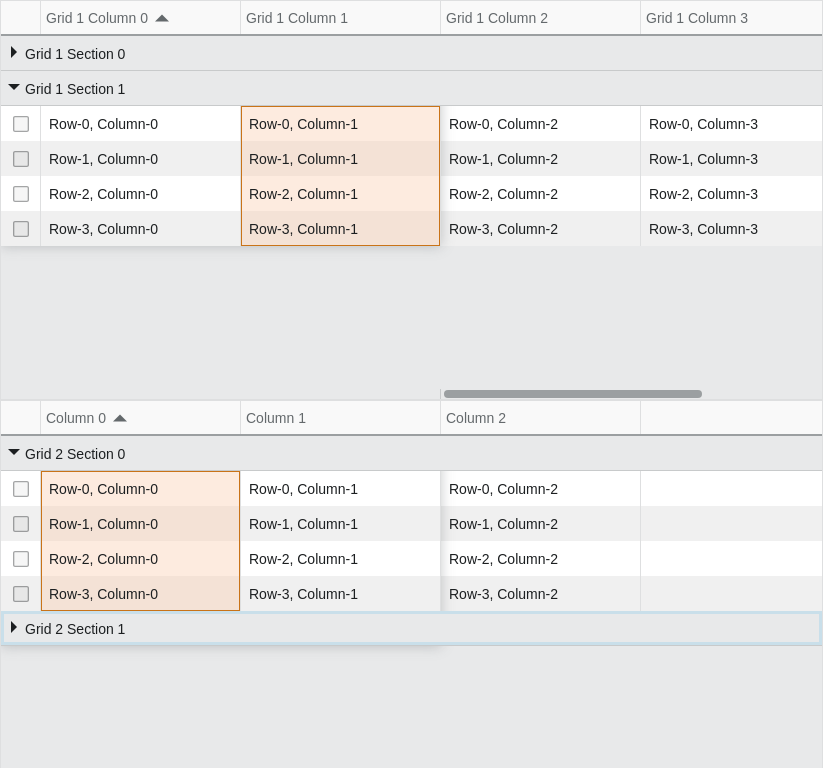 Grid 1 Column 0 Grid 1 Column 1 Grid 1 Column 2 Grid 1 Column 3
Grid 1 Section 0
Grid 1 Section 1
Row-0, Column-0 Row-0, Column-1 Row-0, Column-2 Row-0, Column-3
Row-1, Column-0 Row-1, Column-1 Row-1, Column-2 Row-1, Column-3
Row-2, Column-0 Row-2, Column-1 Row-2, Column-2 Row-2, Column-3
Row-3, Column-0 Row-3, Column-1 Row-3, Column-2 Row-3, Column-3
Column 0 Column 1 Column 2
Grid 2 Section 0
Row-0, Column-0 Row-0, Column-1 Row-0, Column-2
Row-1, Column-0 Row-1, Column-1 Row-1, Column-2
Row-2, Column-0 Row-2, Column-1 Row-2, Column-2
Row-3, Column-0 Row-3, Column-1 Row-3, Column-2
Grid 2 Section 1